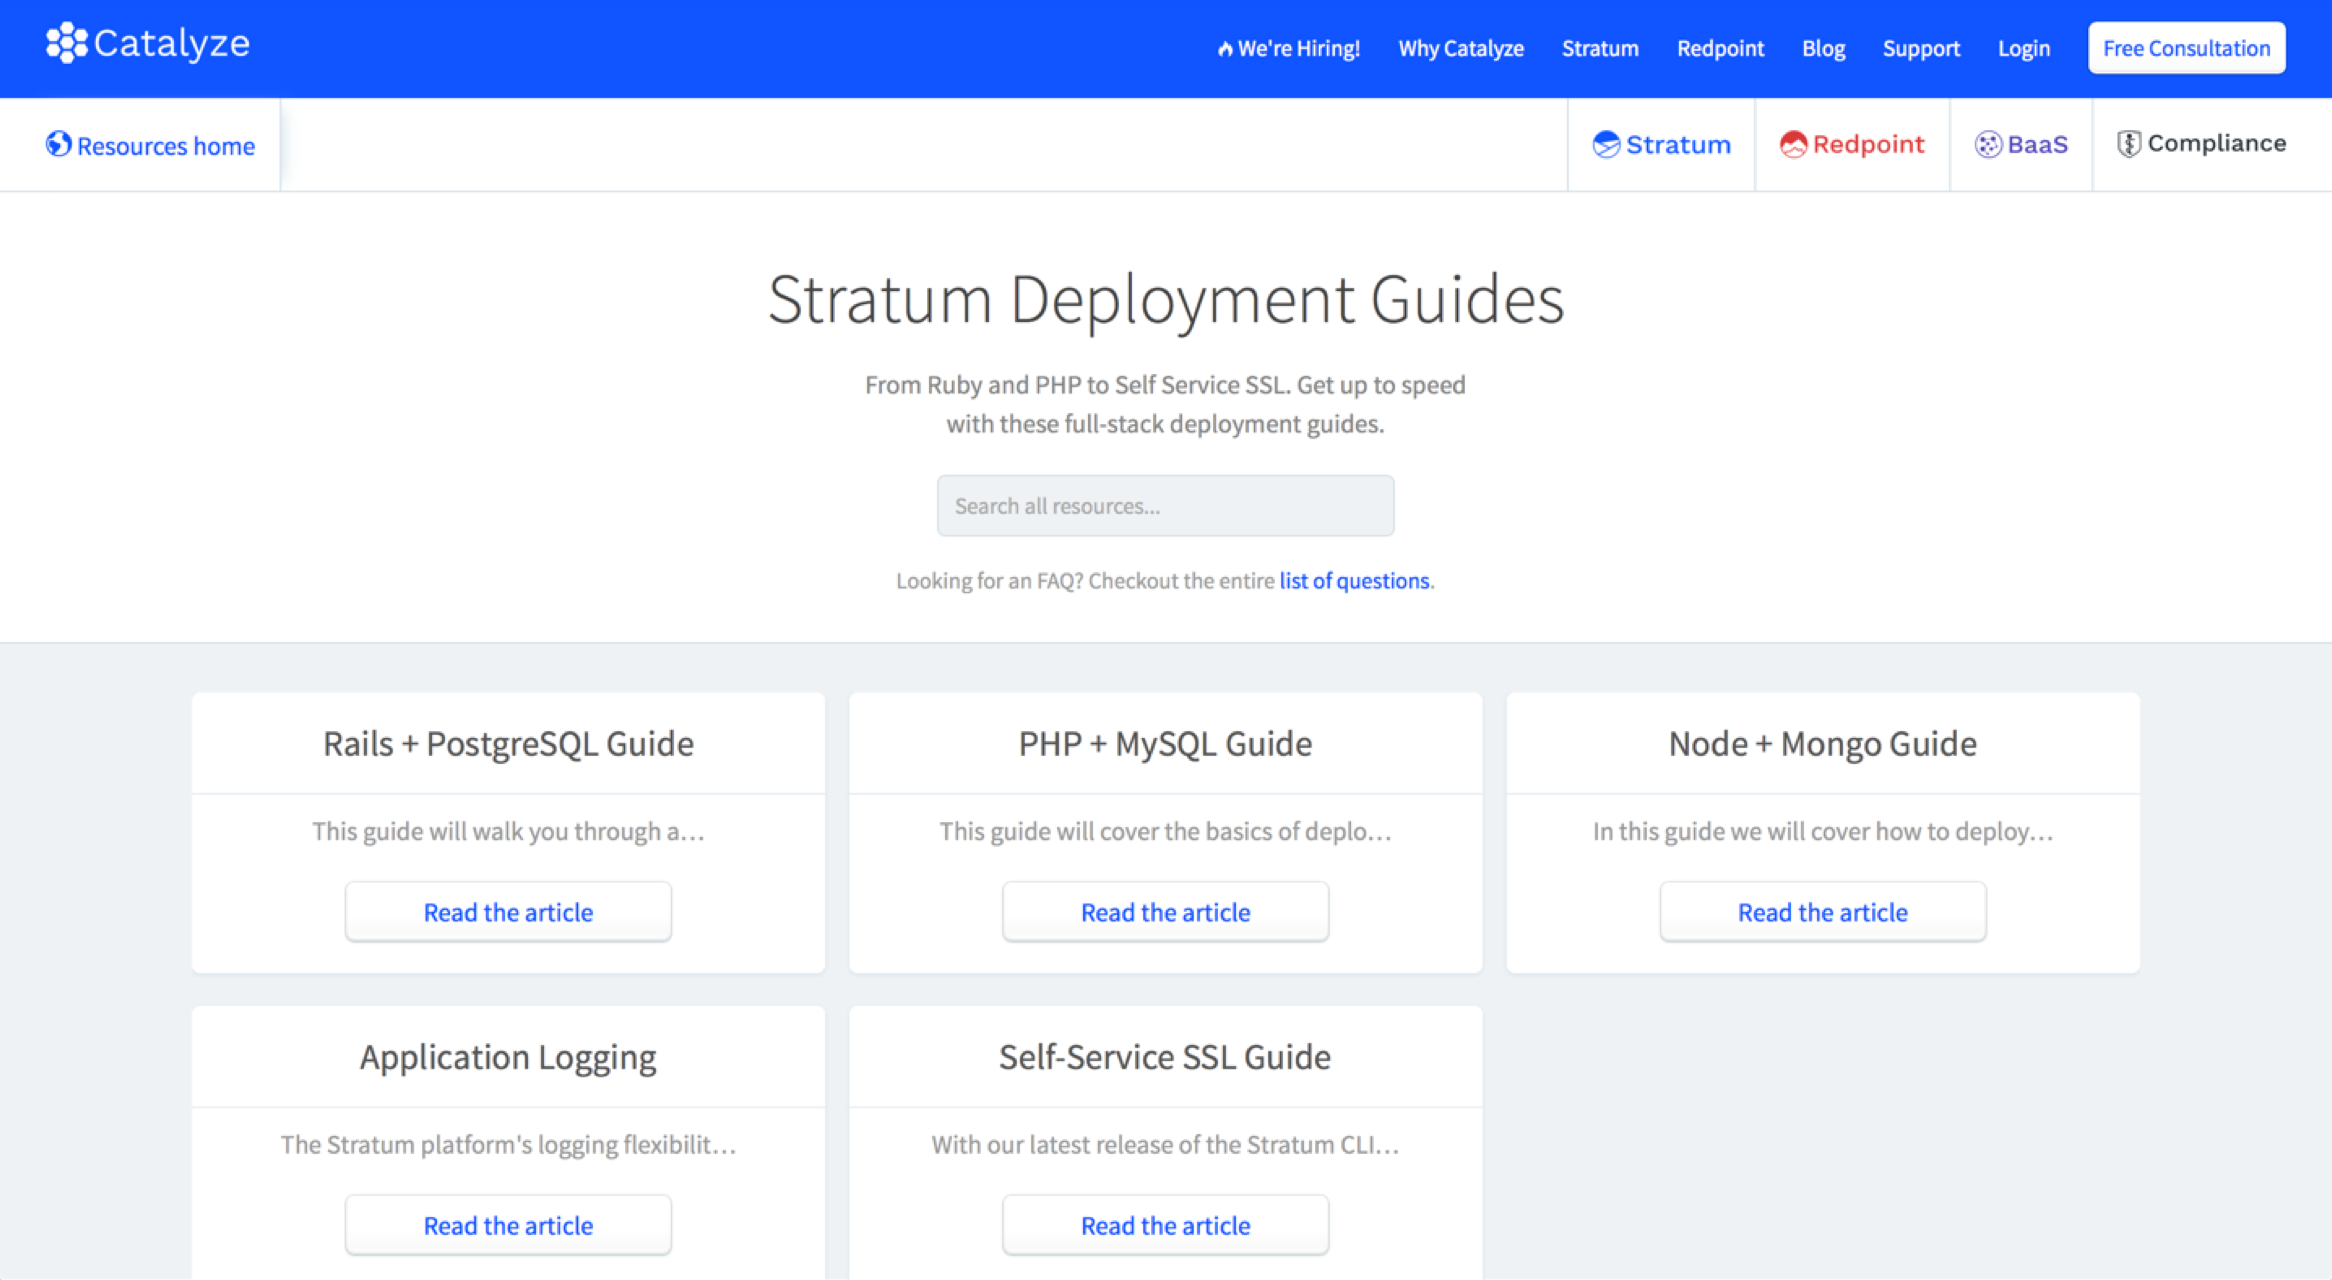 Catalyze
We're Hiring!
Why Catalyze
Stratum
Redpoint
Blog
Support
Login
Free Consultation
Resources home
Stratum
Redpoint
BaaS
Compliance
Stratum Deployment Guides
From Ruby and PHP to Self Service SSL. Get up to speed
with these full-stack deployment guides.
Search all resources...
Looking for an FAQ? Checkout the entire list of questions.
Rails + PostgreSQL Guide
This guide will walk you through a...
Read the article
PHP + MySQL Guide
This guide will cover the basics of deplo...
Read the article
Node + Mongo Guide
In this guide we will cover how to deploy...
Read the article
Application Logging
The Stratum platform's logging flexibilit...
Read the article
Self-Service SSL Guide
With our latest release of the Stratum CLI...
Read the article